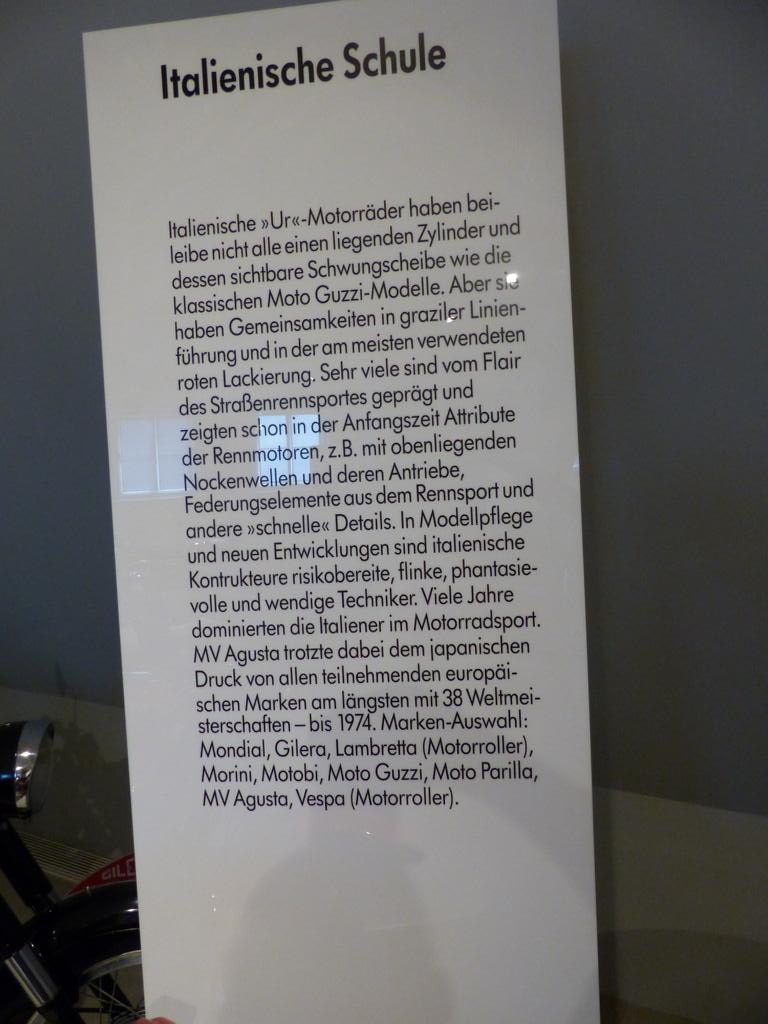 Italienische Schule
Italienische »Ur«-Motorräder haben bei-
leibe nicht alle einen liegenden Zylinder und
dessen sichtbare Schwungscheibe wie die
klassischen Moto Guzzi-Modelle. Aber sie
haben Gemeinsamkeiten in graziler Linien-
führung und in der am meisten verwendeten
roten Lackierung. Sehr viele sind vom Flair
des Straßenrennsportes geprägt und
zeigten schon in der Anfangszeit Attribute
der Rennmotoren, z.B. mit obenliegenden
Nockenwellen und deren Antriebe,
Federungselemente aus dem Rennsport und
andere »schnelle« Details. In Modellpflege
und neuen Entwicklungen sind italienische
Kontrukteure risikobereite, flinke, phantasie-
volle und wendige Techniker. Viele Jahre
dominierten die Italiener im Motorradsport.
MV Agusta trotzte dabei dem japanischen
Druck von allen teilnehmenden europäi-
schen Marken am längsten mit 38 Weltmei-
sterschaften – bis 1974. Marken-Auswahl:
Mondial, Gilera, Lambretta (Motorroller),
Morini, Motobi, Moto Guzzi, Moto Parilla,
MV Agusta, Vespa (Motorroller).